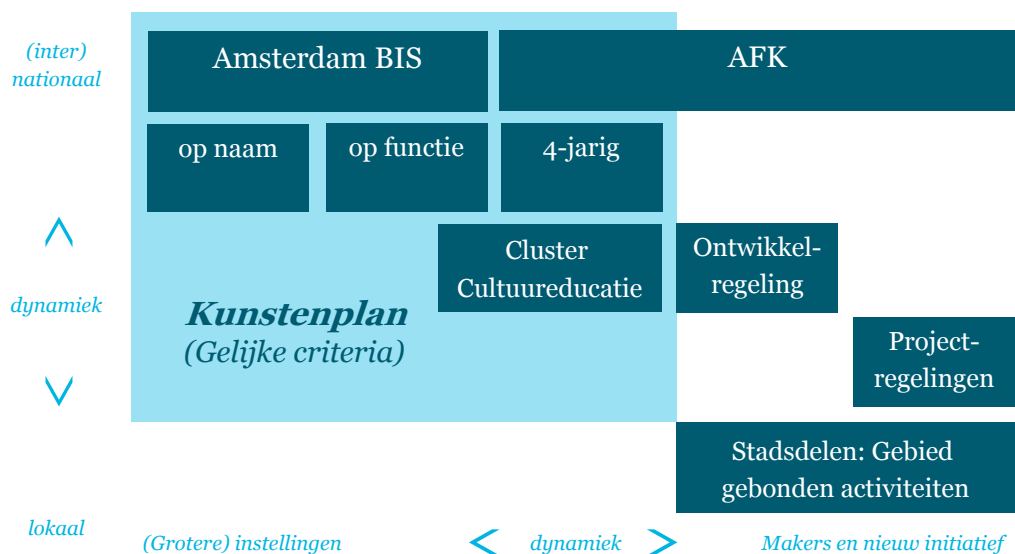 (inter)
nationaal
Amsterdam BIS
AFK
op naam
op functie
4-jarig
Cluster
Cultuureducatie
Ontwikkel-
regeling
dynamiek
Kunstenplan
(Gelijke criteria)
Project-
regelingen
Stadsdelen: Gebied
gebonden activiteiten
lokaal
(Grotere) instellingen
dynamiek
Makers en nieuw initiatief